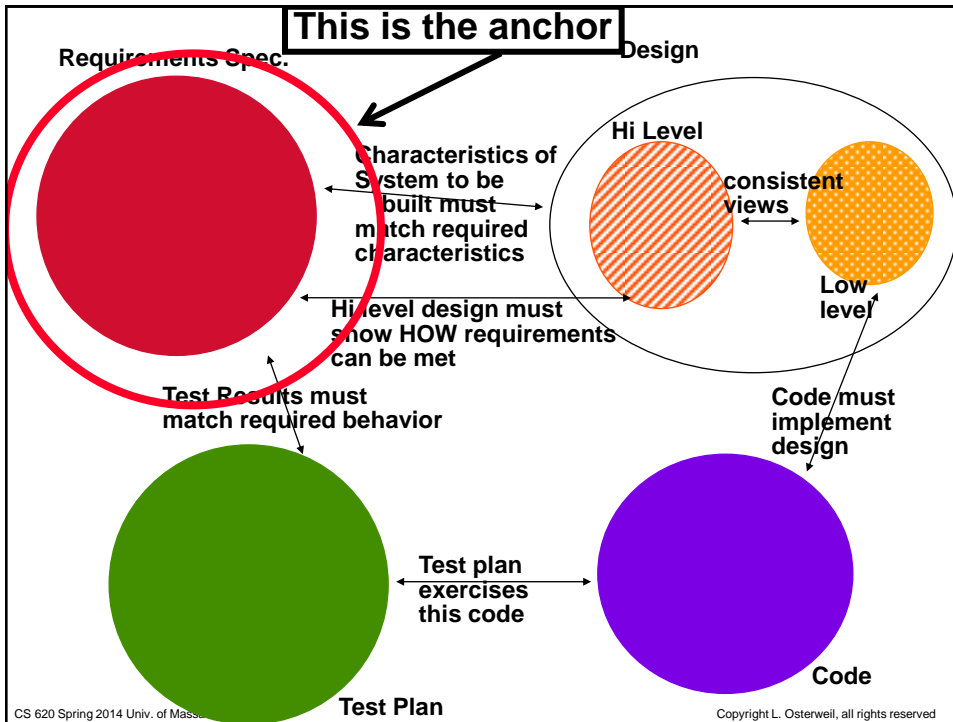 This is the anchor
Requirements Spec.
Design
Hi Level
Characteristics of
System to be
built must
match required
characteristics
consistent
views
Low
level
Hi level design must
show HOW requirements
can be met
Test Results must
match required behavior
Code must
implement
design
Test plan
exercises
this code
Code
Test Plan
CS 620 Spring 2014 Univ. of Mass
Copyright L. Osterweil, all rights reserved